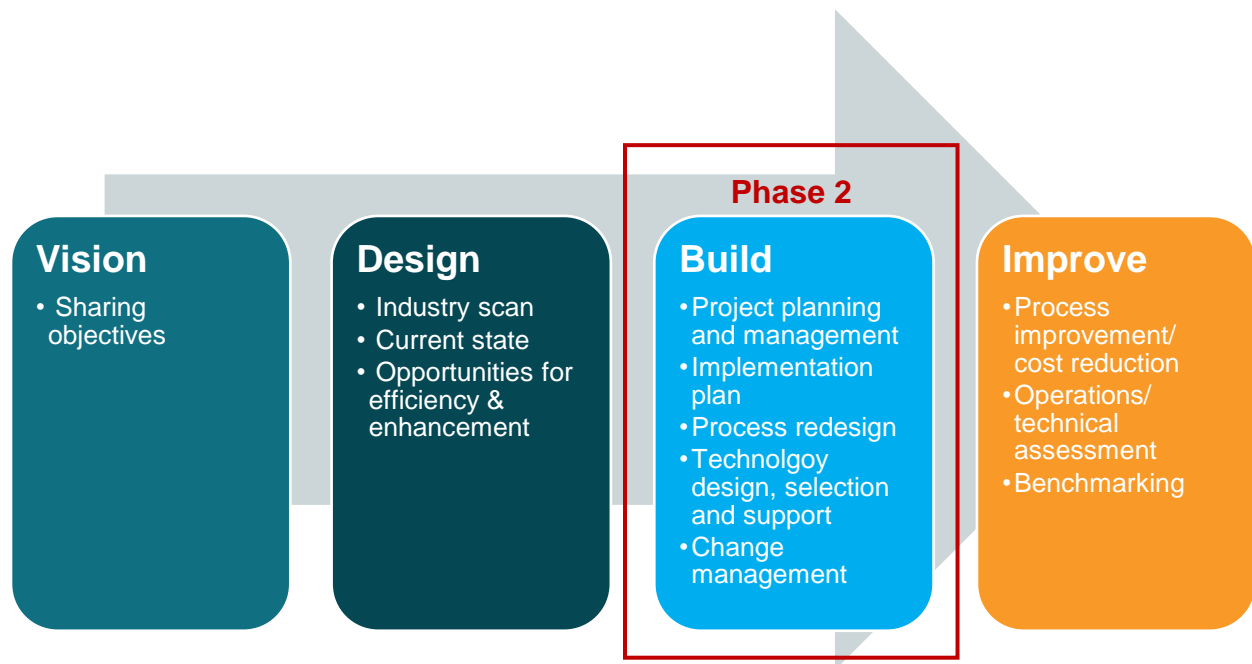 Phase 2
Vision
• Sharing
objectives
Design
• Industry scan
• Current state
• Opportunities for
efficiency &
enhancement
Build
•Project planning
and management
•Implementation
plan
•Process redesign
•Technolgoy
design, selection
and support
•Change
management
Improve
•Process
improvement/
cost reduction
•Operations/
technical
assessment
•Benchmarking